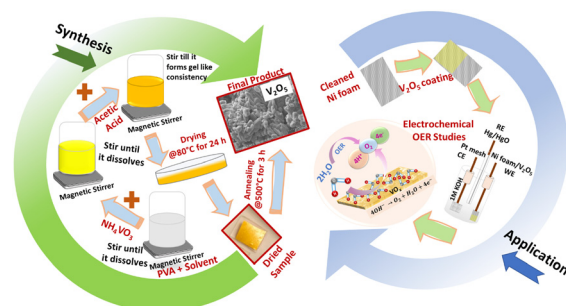 Synthesis
Stir till it
forms gel like
consistency
Magnetic Stirrer
Acetic
Acid
Stir until
it dissolves
Magnetic Stirrer
NH₄VO₃
Stir until
it dissolves
Magnetic Stirrer
PVA + Solvent
Drying
@80°C for 24 h
Annealing
@500°C for 3 h
Dried
Sample
Final Product
V₂O₅
Cleaned
Ni foam
V₂O₅ coating
Electrochemical
OER Studies
RE
Hg/HgO
Pt mesh
CE
Ni foam/V₂O₅
WE
1M KOH
2H₂O
OER
O₂
4e⁻
4H⁺
4OH⁻ → O₂ + H₂O + 4e⁻
Application